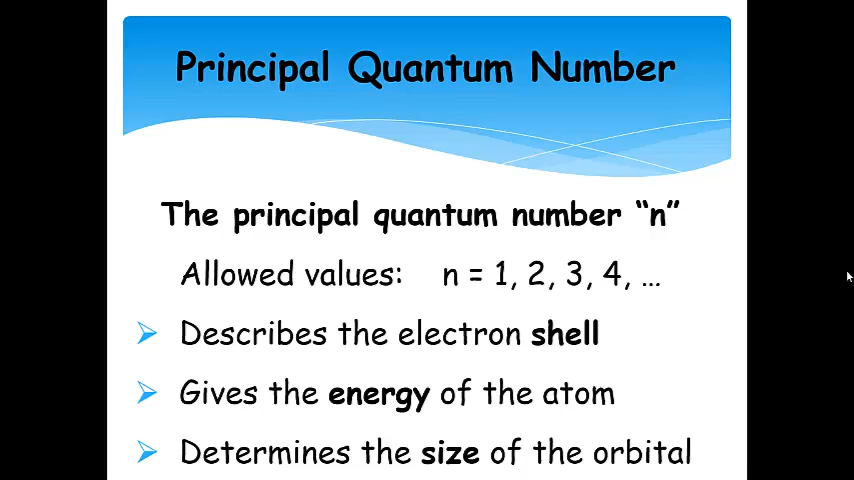 Principal Quantum Number
The principal quantum number “n”
Allowed values: n = 1, 2, 3, 4, …
Describes the electron shell
Gives the energy of the atom
Determines the size of the orbital